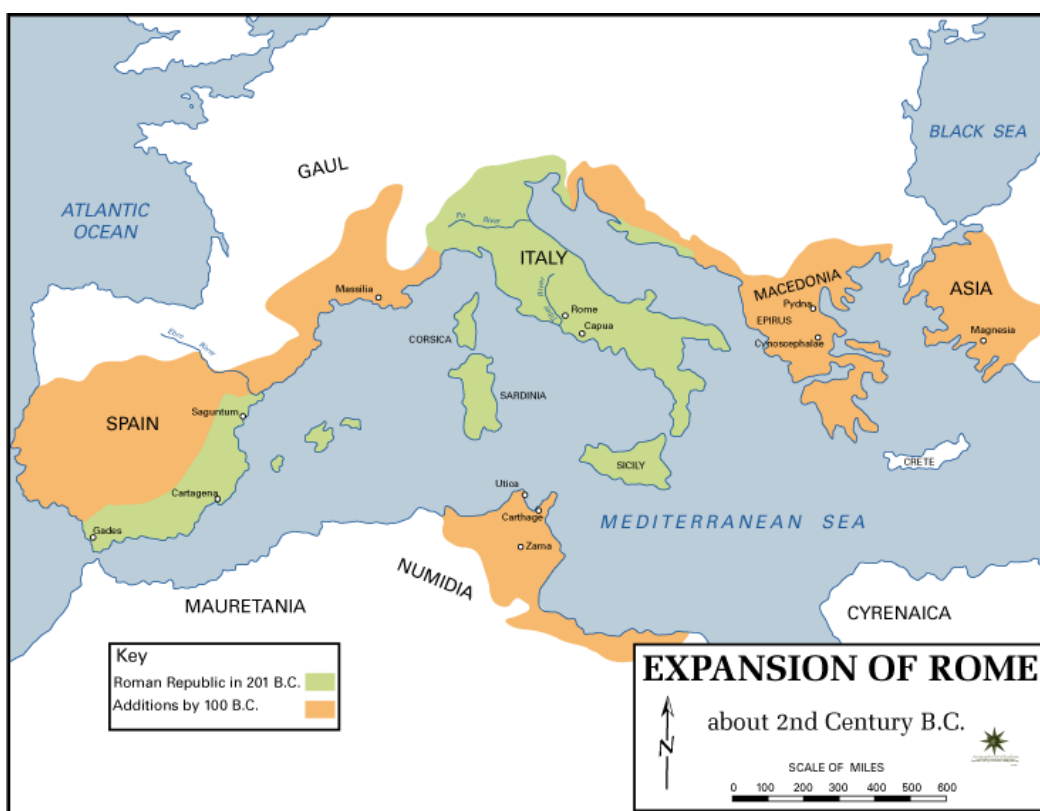 BLACK SEA
GAUL
ATLANTIC
OCEAN
Po River
ITALY
MACEDONIA
ASIA
Massilia
Pydna
Rome
EPIRUS
Ebro River
River
Capua
Magnesia
CORSICA
Cynoscephalae
SARDINIA
Saguntum
SPAIN
CRETE
SICILY
Utica
Cartagena
Carthage
MEDITERRANEAN SEA
Gades
Zama
NUMIDIA
MAURETANIA
CYRENAICA
Key
Roman Republic in 201 B.C.
Additions by 100 B.C.
EXPANSION OF ROME
about 2nd Century B.C.
N
SCALE OF MILES
0 100 200 300 400 500 600